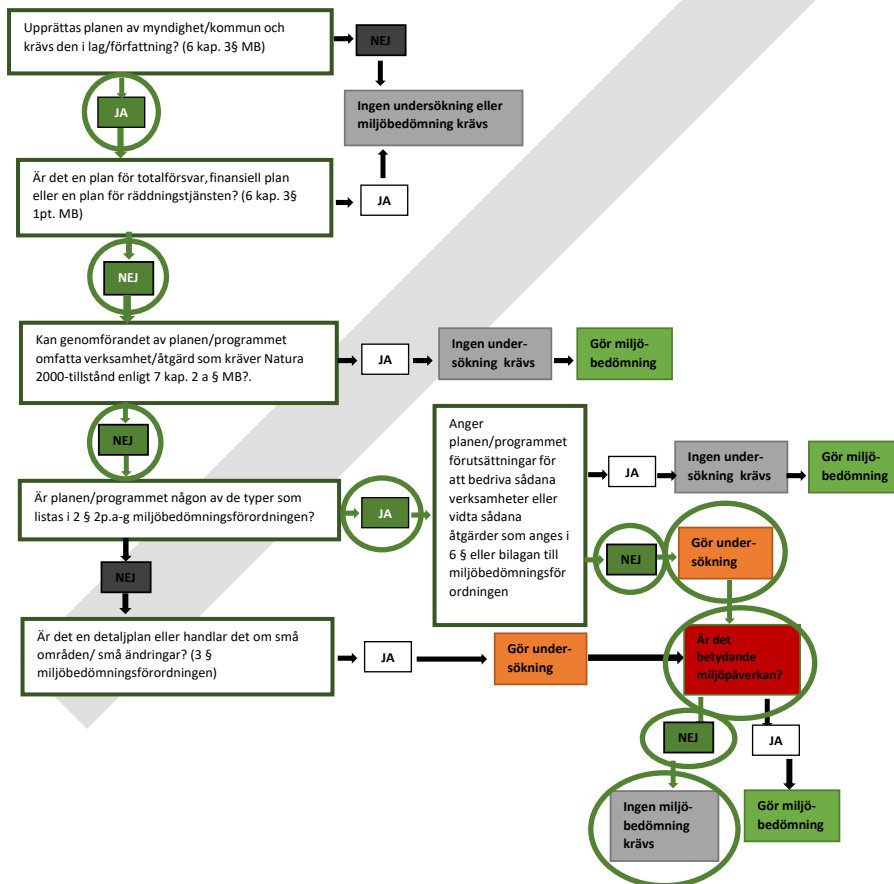 Upprättas planen av myndighet/kommun och
krävs den i lag/författning? (6 kap. 3§ MB)
NEJ
JA
Ingen undersökning eller
miljöbedömning krävs
Är det en plan för totalförsvar, finansiell plan
eller en plan för räddningstjänsten? (6 kap. 3§
1pt. MB)
JA
NEJ
Kan genomförandet av planen/programmet
omfatta verksamhet/åtgärd som kräver Natura
2000-tillstånd enligt 7 kap. 2 a § MB?.
JA
Ingen under-
sökning krävs
Gör miljö-
bedömning
NEJ
Är planen/programmet någon av de typer som
listas i 2 § 2p.a-g miljöbedömningsförordningen?
JA
Anger
planen/programmet
förutsättningar för
att bedriva sådana
verksamheter eller
vidta sådana
åtgärder som anges i
6 § eller bilagan till
miljöbedömningsför
ordningen
JA
Ingen under-
sökning krävs
Gör miljö-
bedömning
NEJ
Gör under-
sökning
NEJ
Är det en detaljplan eller handlar det om små
områden/ små ändringar? (3 §
miljöbedömningsförordningen)
JA
Gör under-
sökning
Är det
betydande
miljöpåverkan?
NEJ
JA
Ingen miljö-
bedömning
krävs
Gör miljö-
bedömning